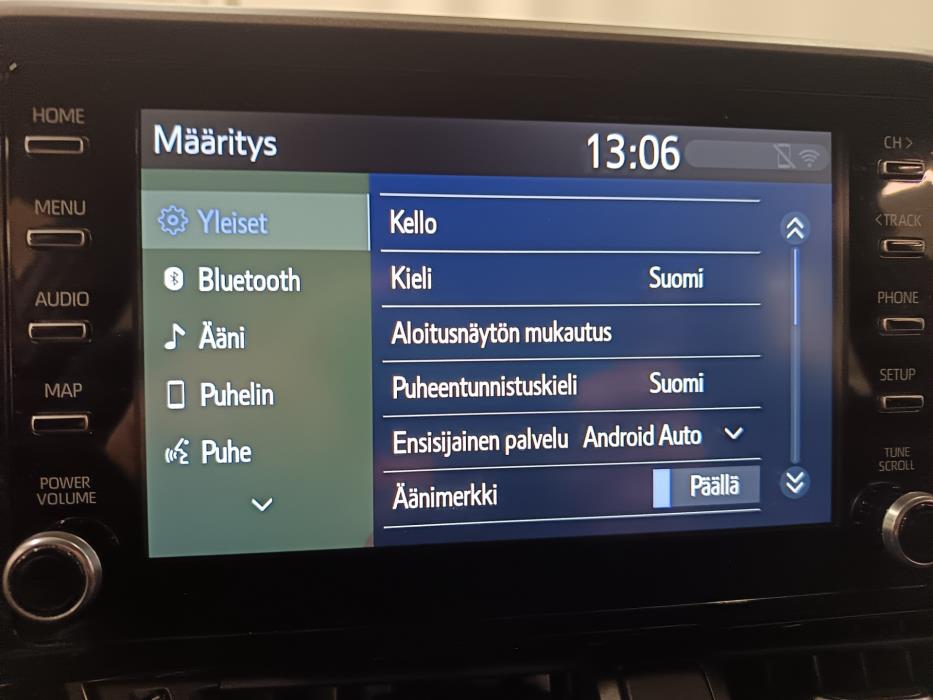 HOME
MENU
AUDIO
MAP
POWER
VOLUME
Määritys
13:06
Yleiset
Bluetooth
Ääni
Puhelin
Puhe
Kello
Kieli Suomi
Aloitusnäytön mukautus
Puheentunnistuskieli Suomi
Ensisijainen palvelu Android Auto
Äänimerkki Päällä
CH >
< TRACK
PHONE
SETUP
TUNE
SCROLL